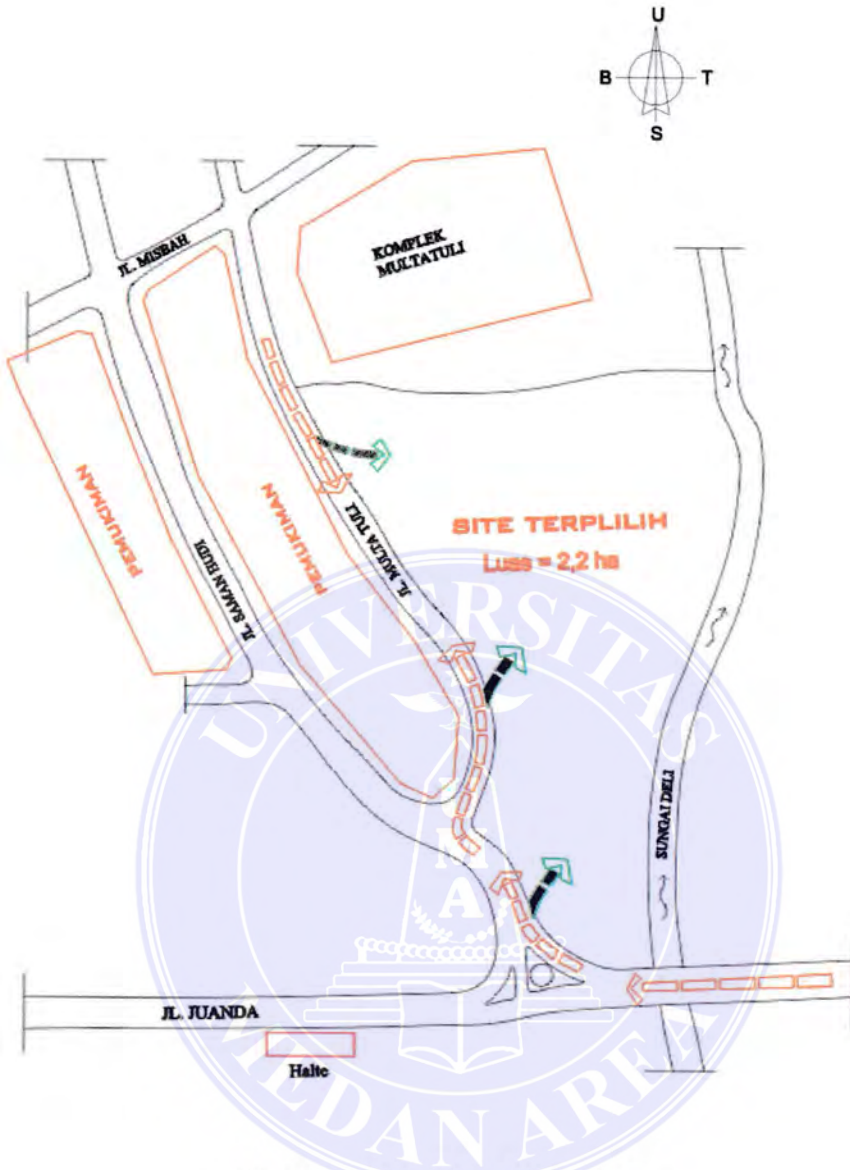 U
B T
S
JL. MISBAH
KOMPLEK
MULTATULI
PEMUKIMAN
PEMUKIMAN
JL. SAMAN HUDI
JL. MULTA TULI
SITE TERPLILIH
Luas = 2,2 ha
SUNGAI DELI
JL. JUANDA
Halte
UNIVERSITAS
MEDAN AREA
UMA